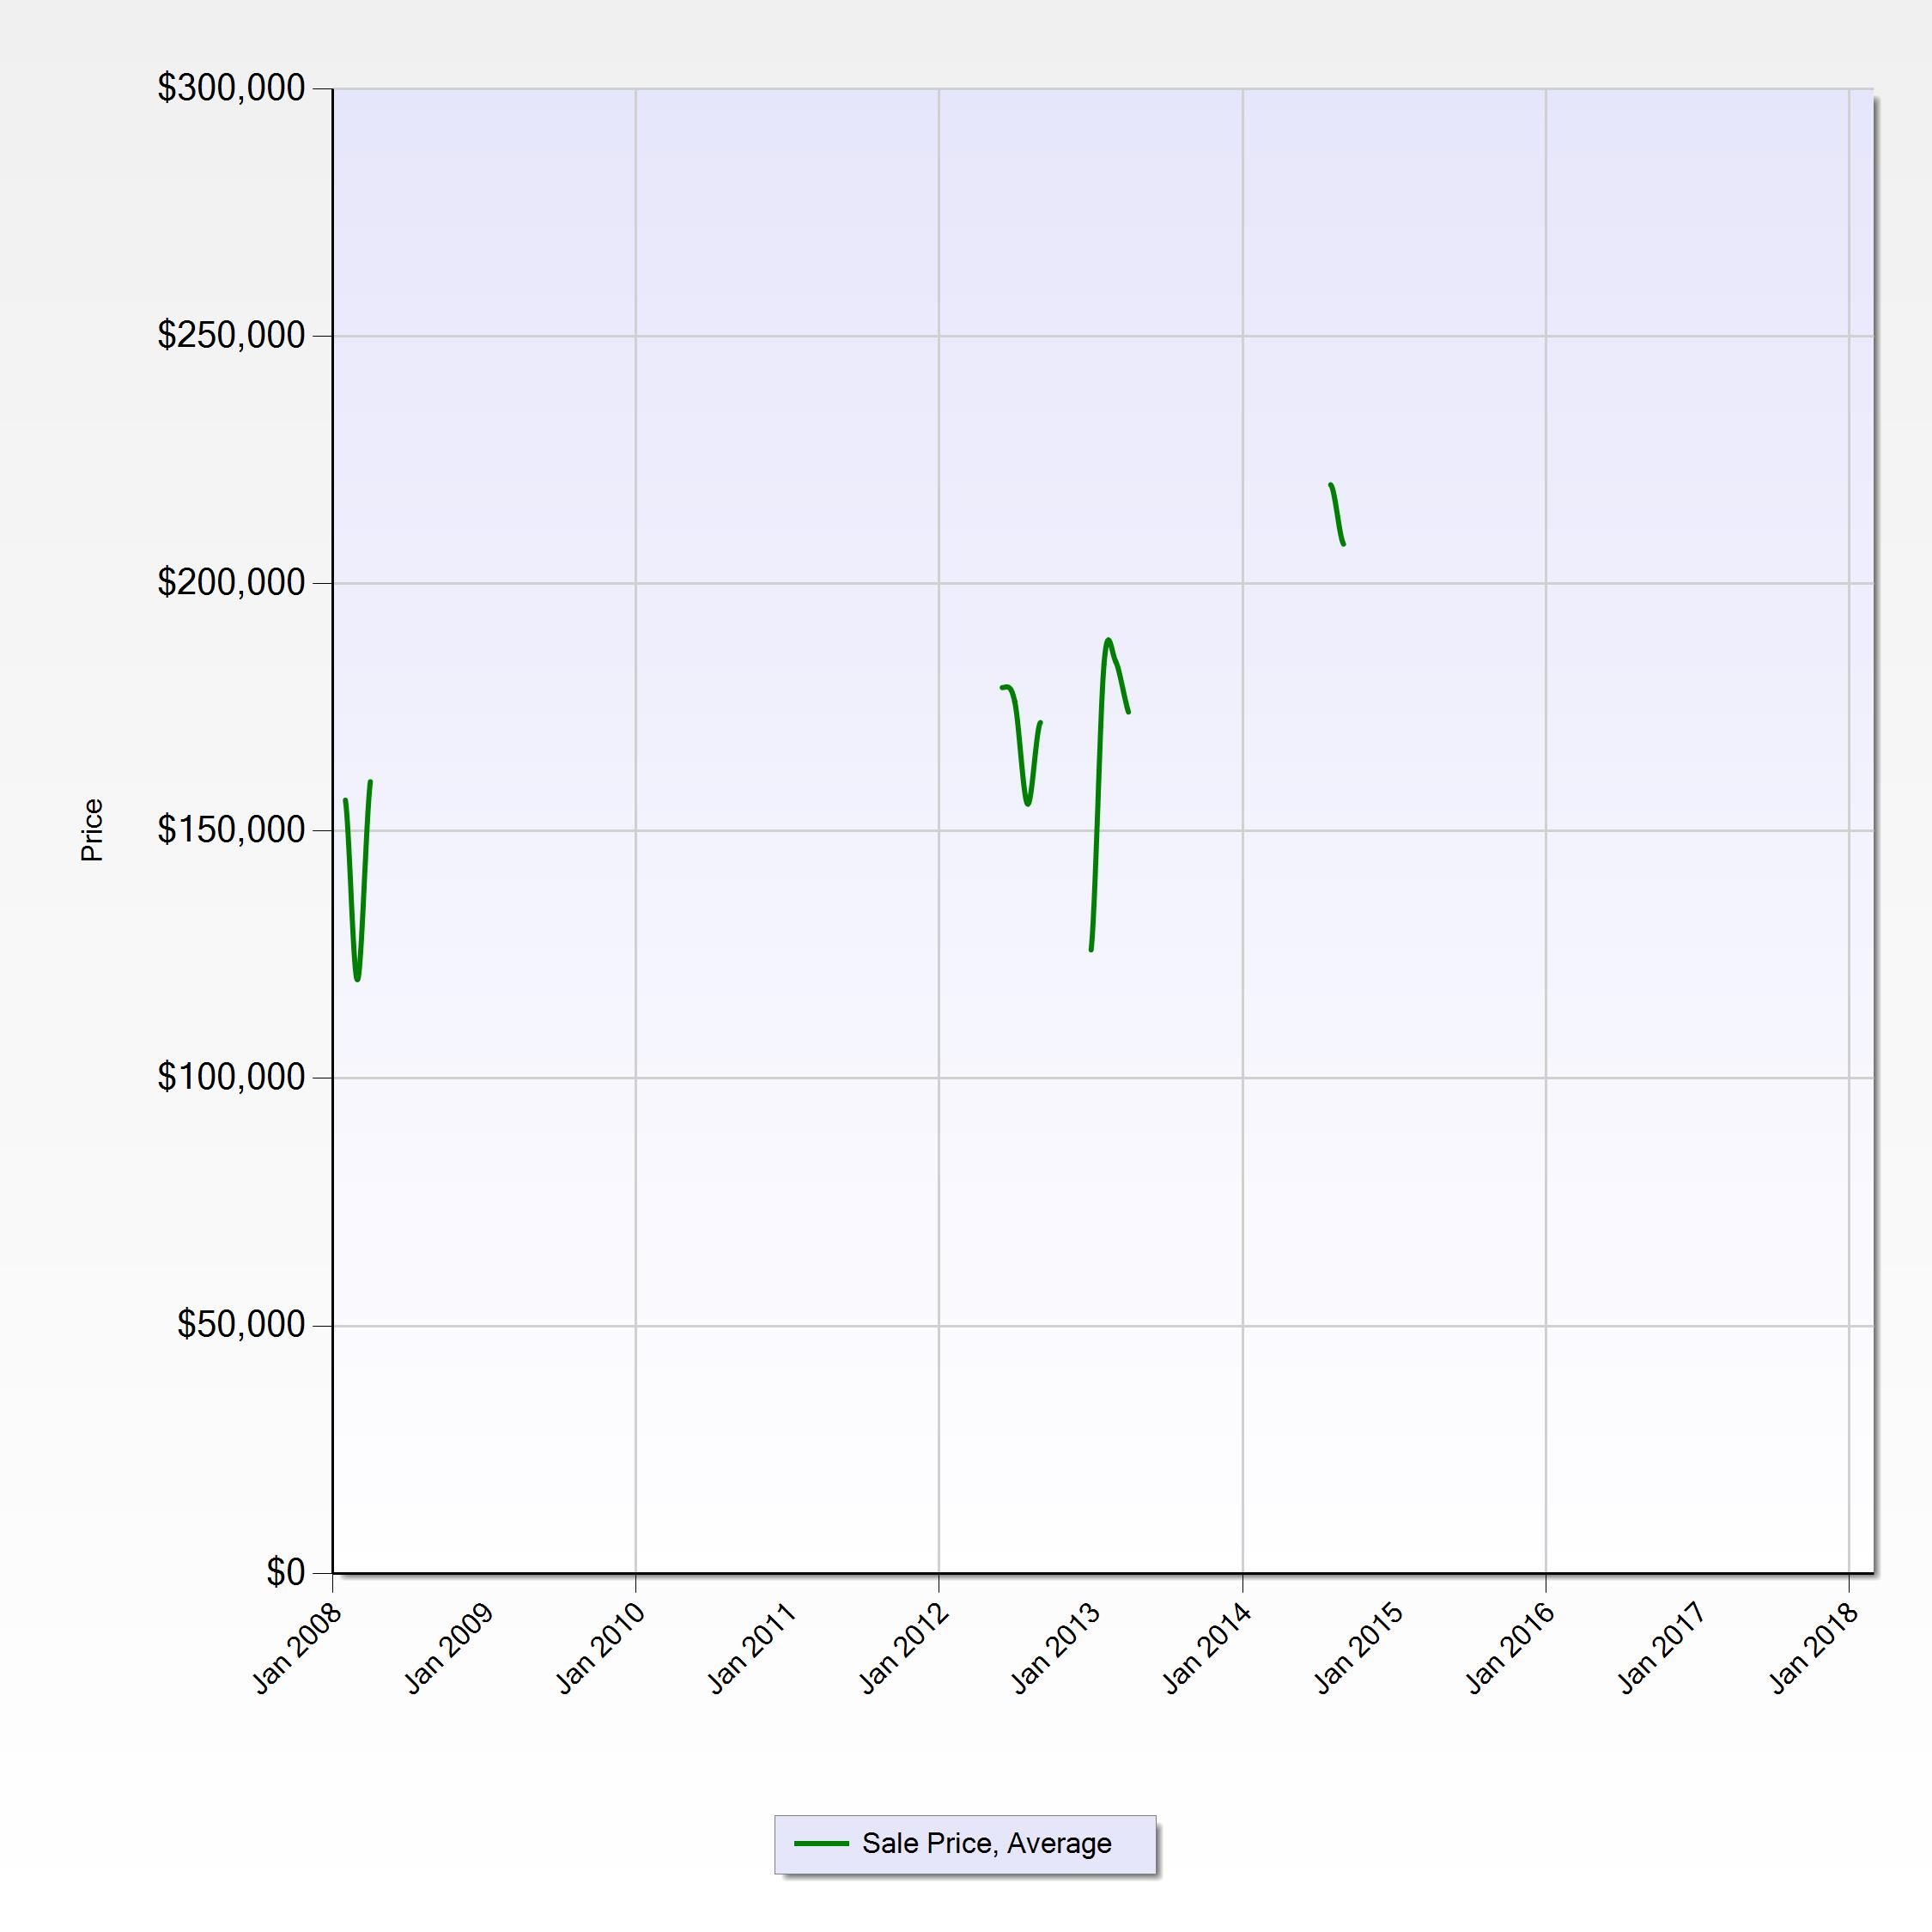 $300,000
$250,000
$200,000
$150,000
$100,000
$50,000
$0
Price
Jan 2008
Jan 2009
Jan 2010
Jan 2011
Jan 2012
Jan 2013
Jan 2014
Jan 2015
Jan 2016
Jan 2017
Jan 2018
Sale Price, Average